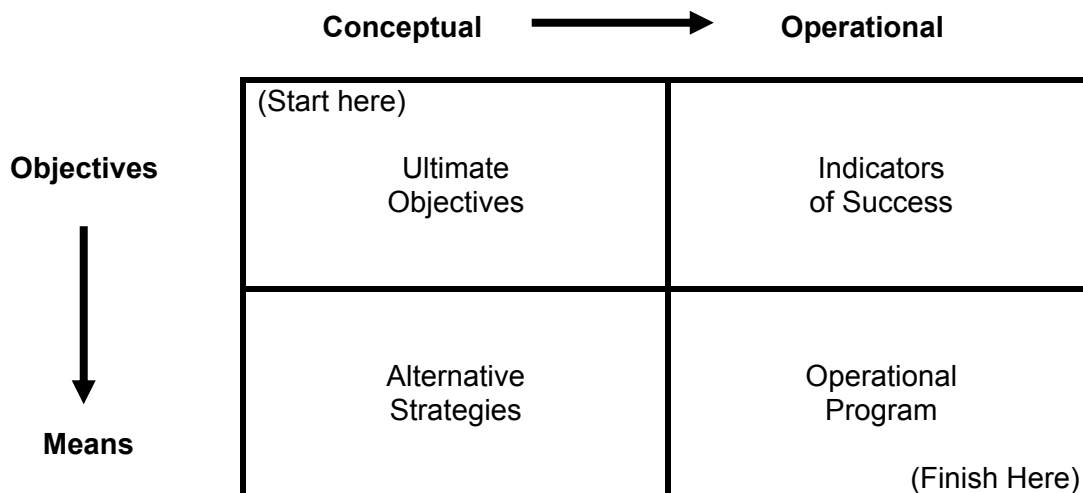 Conceptual Operational
(Start here)
Objectives
Ultimate
Objectives
Indicators
of Success
Alternative
Strategies
Operational
Program
Means
(Finish Here)